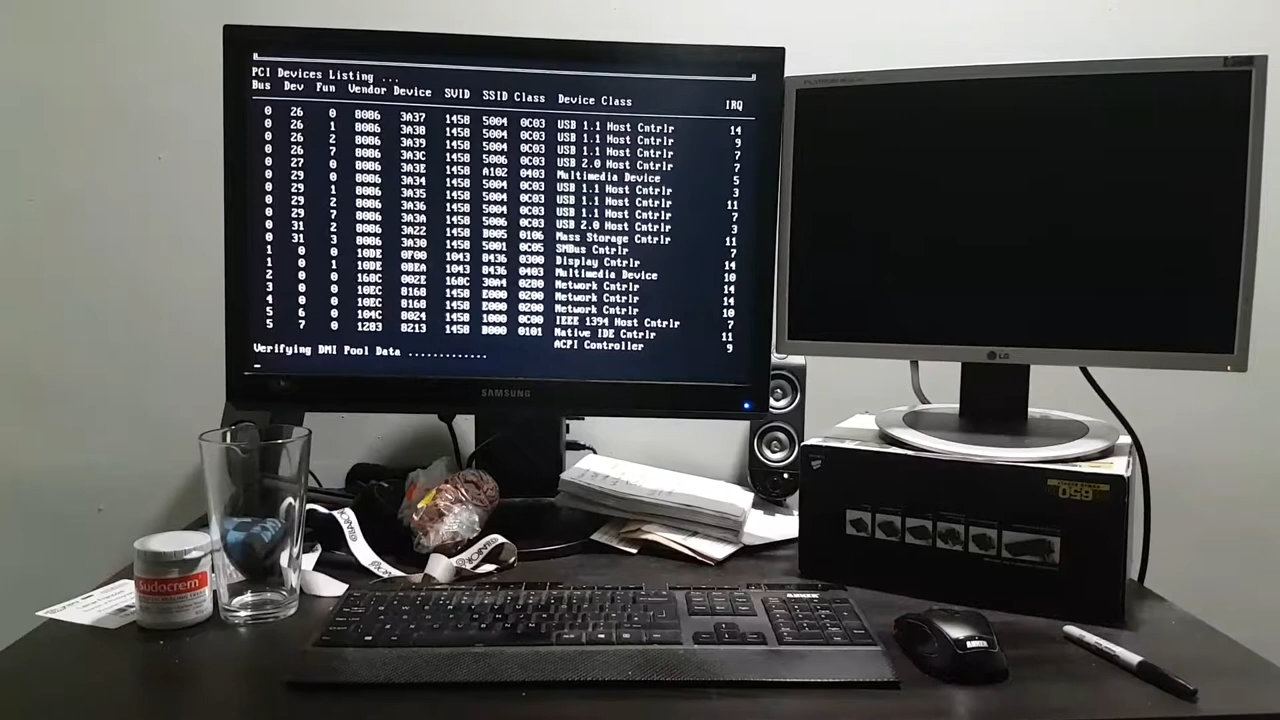 PCI Devices Listing ...
Bus Dev Fun Vendor Device SVID SSID Class Device Class IRQ
0 26 0 8086 3A37 1458 5004 0C03 USB 1.1 Host Cntrlr 14
0 26 1 8086 3A38 1458 5004 0C03 USB 1.1 Host Cntrlr 9
0 26 2 8086 3A39 1458 5004 0C03 USB 1.1 Host Cntrlr 7
0 26 7 8086 3A3C 1458 5006 0C03 USB 2.0 Host Cntrlr 7
0 27 0 8086 3A3E 1458 A102 0403 Multimedia Device 5
0 29 0 8086 3A34 1458 5004 0C03 USB 1.1 Host Cntrlr 3
0 29 1 8086 3A35 1458 5004 0C03 USB 1.1 Host Cntrlr 11
0 29 2 8086 3A36 1458 5004 0C03 USB 1.1 Host Cntrlr 7
0 29 7 8086 3A3A 1458 5006 0C03 USB 2.0 Host Cntrlr 3
0 31 2 8086 3A22 1458 B005 0106 Mass Storage Cntrlr 11
0 31 3 8086 3A30 1458 5001 0C05 SMBus Cntrlr 7
1 0 0 10DE 0F00 1043 8436 0300 Display Cntrlr 14
1 0 1 10DE 0BEA 1043 8436 0403 Multimedia Device 10
2 0 0 168C 002E 168C 30A4 0280 Network Cntrlr 14
3 0 0 10EC 8168 1458 E000 0200 Network Cntrlr 14
4 0 0 10EC 8168 1458 E000 0200 Network Cntrlr 10
5 6 0 104C 8024 1458 1000 0C00 IEEE 1394 Host Cntrlr 7
5 7 0 1283 8213 1458 B000 0101 Native IDE Cntrlr 11
ACPI Controller 9
Verifying DMI Pool Data ............
SAMSUNG
LG
850
Sudocrem
ANKER
ANKER